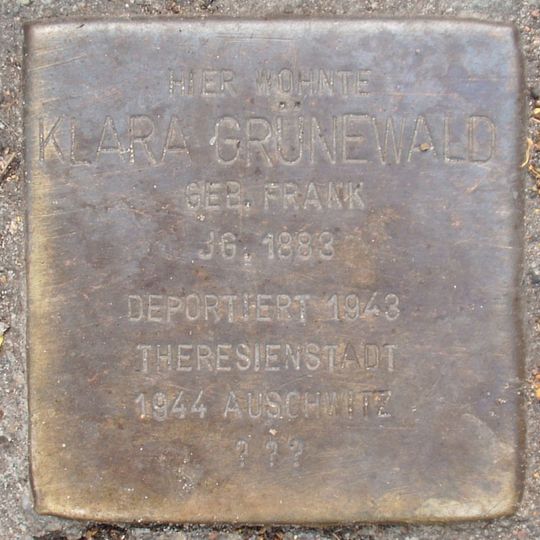 HIER WOHNTE
KLARA GRÜNEWALD
GEB. FRANK
JG. 1883
DEPORTIERT 1943
THERESIENSTADT
1944 AUSCHWITZ
? ? ?